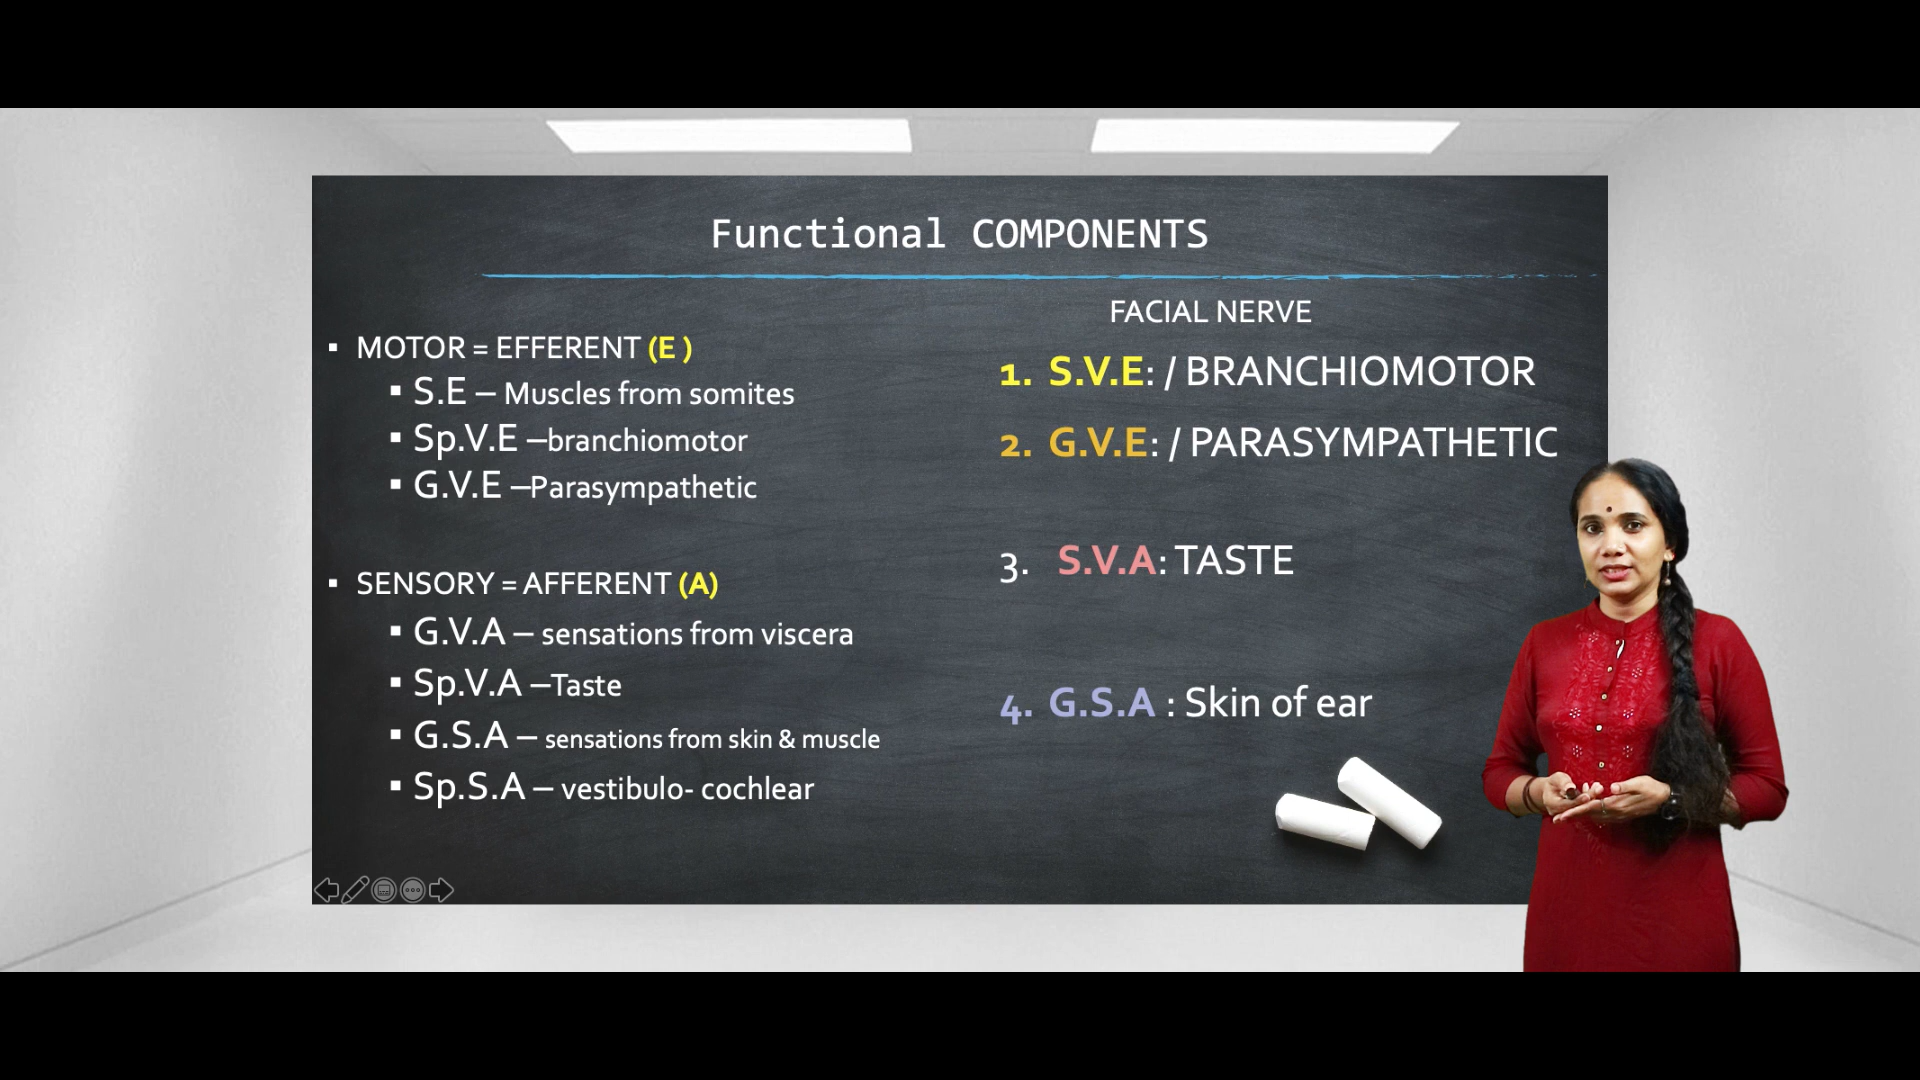 Functional COMPONENTS
▪ MOTOR = EFFERENT (E )
▪ S.E – Muscles from somites
▪ Sp.V.E –branchiomotor
▪ G.V.E –Parasympathetic
▪ SENSORY = AFFERENT (A)
▪ G.V.A – sensations from viscera
▪ Sp.V.A –Taste
▪ G.S.A – sensations from skin & muscle
▪ Sp.S.A – vestibulo- cochlear
FACIAL NERVE
1. S.V.E: / BRANCHIOMOTOR
2. G.V.E: / PARASYMPATHETIC
3. S.V.A: TASTE
4. G.S.A : Skin of ear